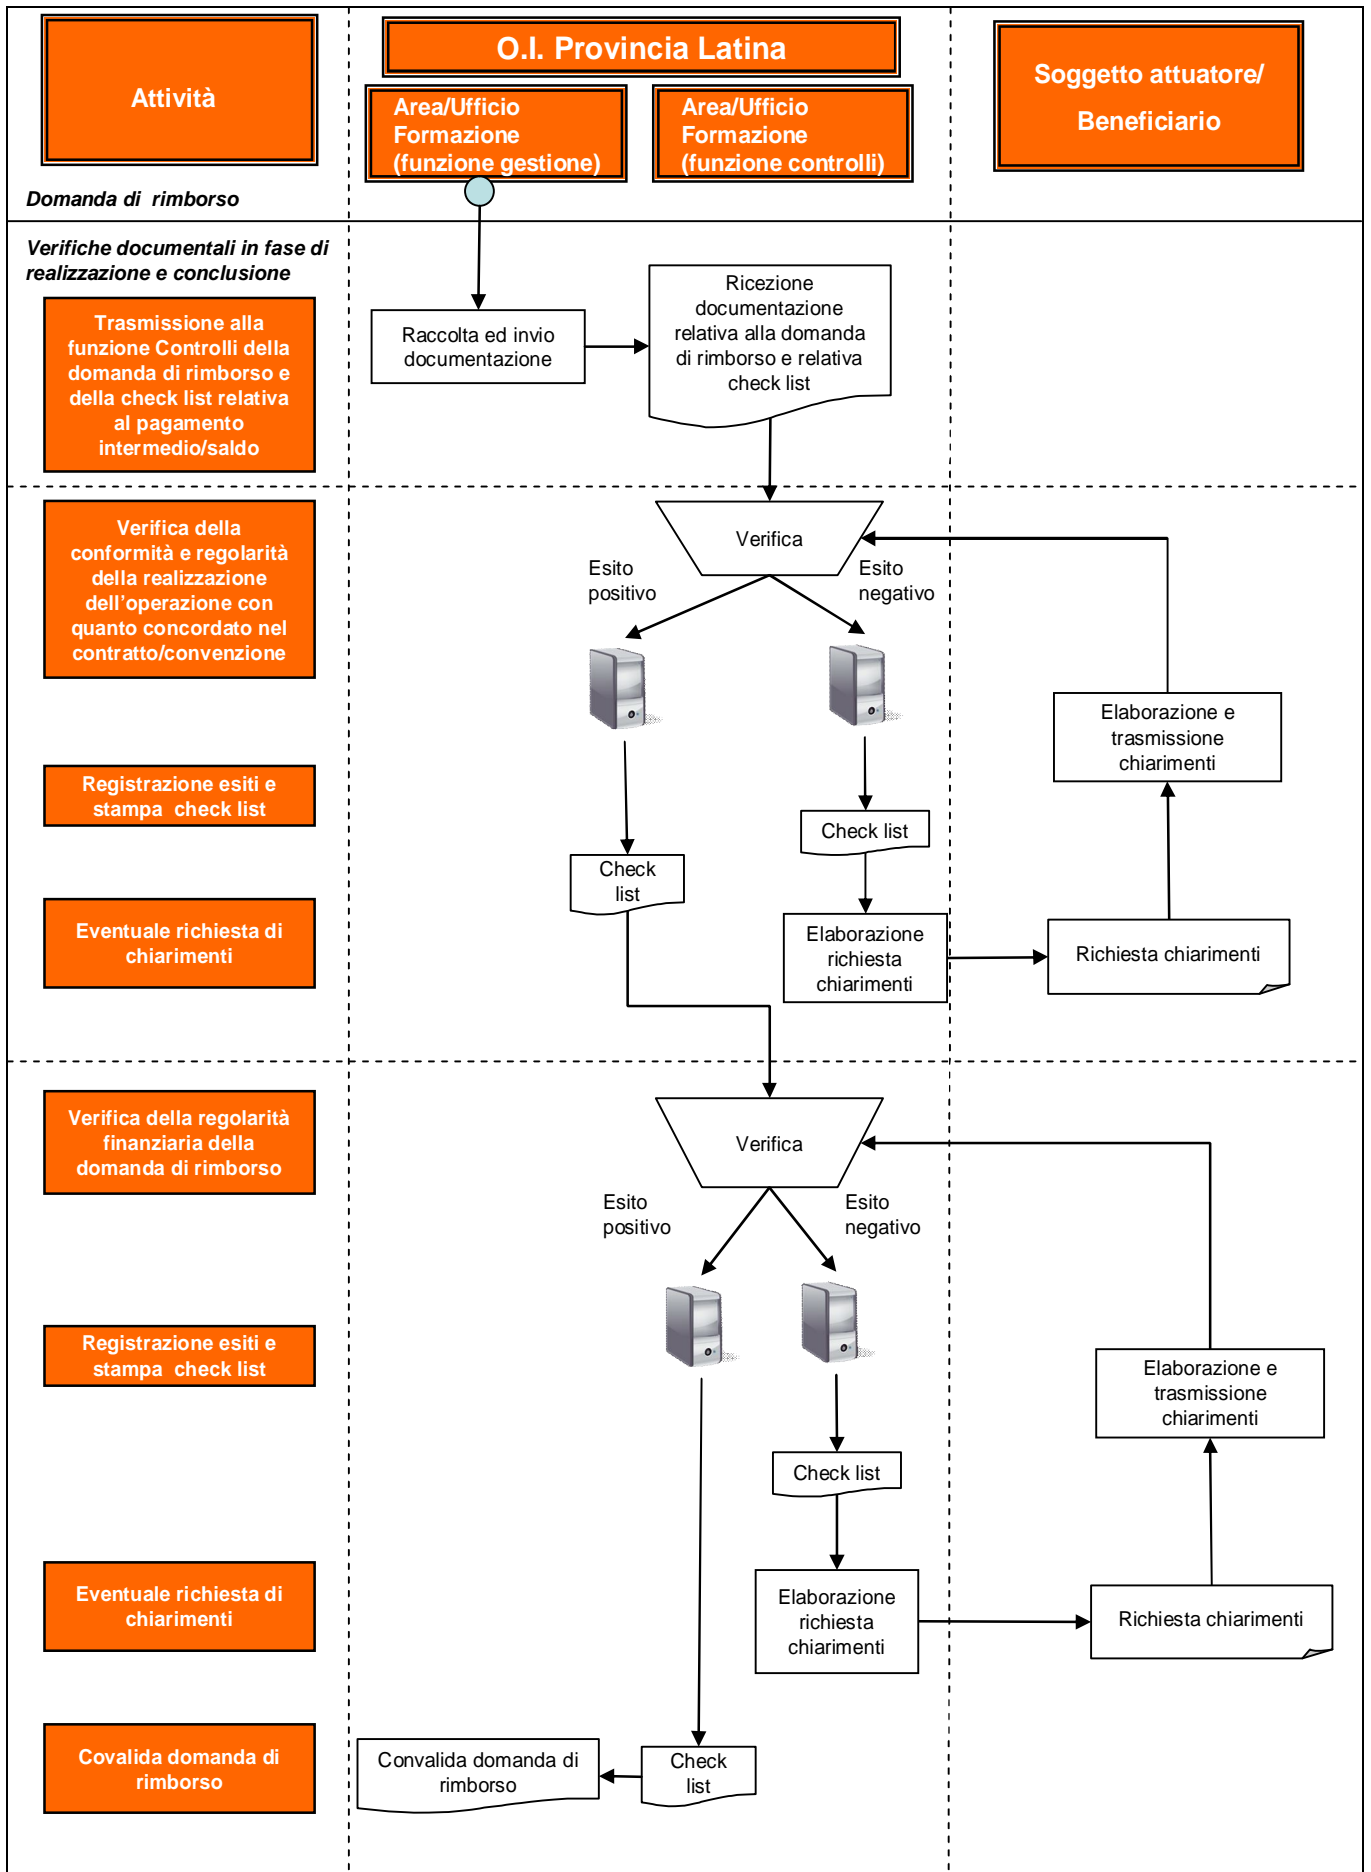 Attività
O.I. Provincia Latina
Area/Ufficio
Formazione
(funzione gestione)
Area/Ufficio
Formazione
(funzione controlli)
Soggetto attuatore/
Beneficiario
Domanda di rimborso
Verifiche documentali in fase di
realizzazione e conclusione
Trasmissione alla
funzione Controlli della
domanda di rimborso e
della check list relativa
al pagamento
intermedio/saldo
Raccolta ed invio
documentazione
Ricezione
documentazione
relativa alla domanda
di rimborso e relativa
check list
Verifica della
conformità e regolarità
della realizzazione
dell'operazione con
quanto concordato nel
contratto/convenzione
Verifica
Esito
positivo
Esito
negativo
Elaborazione e
trasmissione
chiarimenti
Registrazione esiti e
stampa check list
Check list
Check
list
Eventuale richiesta di
chiarimenti
Elaborazione
richiesta
chiarimenti
Richiesta chiarimenti
Verifica della regolarità
finanziaria della
domanda di rimborso
Verifica
Esito
positivo
Esito
negativo
Registrazione esiti e
stampa check list
Elaborazione e
trasmissione
chiarimenti
Check list
Eventuale richiesta di
chiarimenti
Elaborazione
richiesta
chiarimenti
Richiesta chiarimenti
Covalida domanda di
rimborso
Convalida domanda di
rimborso
Check
list